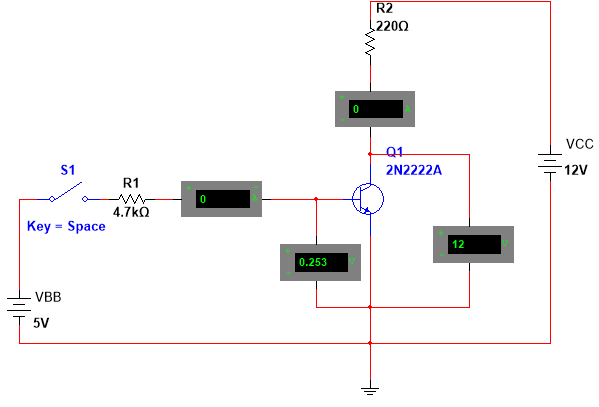 R2
220Ω
0
Q1
2N2222A
VCC
12V
S1
R1
4.7kΩ
0
Key = Space
12
0.253
VBB
5V